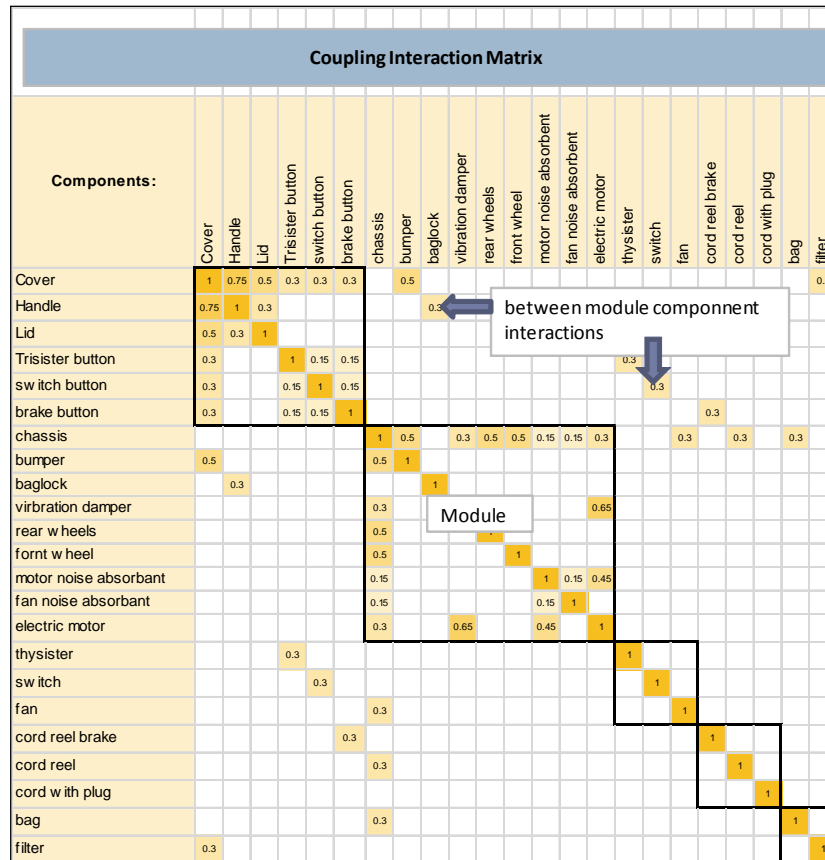 Coupling Interaction Matrix
Components:
Cover
Handle
Lid
Trisister button
switch button
brake button
chassis
bumper
baglock
vibration damper
rear wheels
front wheel
motor noise absorbent
fan noise absorbent
electric motor
thysister
switch
fan
cord reel brake
cord reel
cord with plug
bag
filter
Cover 1 0.75 0.5 0.3 0.3 0.3 0.5 0.
Handle 0.75 1 0.3 0.3
between module componnent
interactions
Lid 0.5 0.3 1
Trisister button 0.3 1 0.15 0.15 0.3
switch button 0.3 0.15 1 0.15 0.3
brake button 0.3 0.15 0.15 1 0.3
chassis 1 0.5 0.3 0.5 0.5 0.15 0.15 0.3 0.3 0.3 0.3
bumper 0.5 0.5 1
baglock 0.3 1
virbration damper 0.3 0.65
Module
rear wheels 0.5 1
fornt wheel 0.5 1
motor noise absorbant 0.15 1 0.15 0.45
fan noise absorbant 0.15 0.15 1
electric motor 0.3 0.65 0.45 1
thysister 0.3 1
switch 0.3 1
fan 0.3 1
cord reel brake 0.3 1
cord reel 0.3 1
cord with plug 1
bag 0.3 1
filter 0.3 1